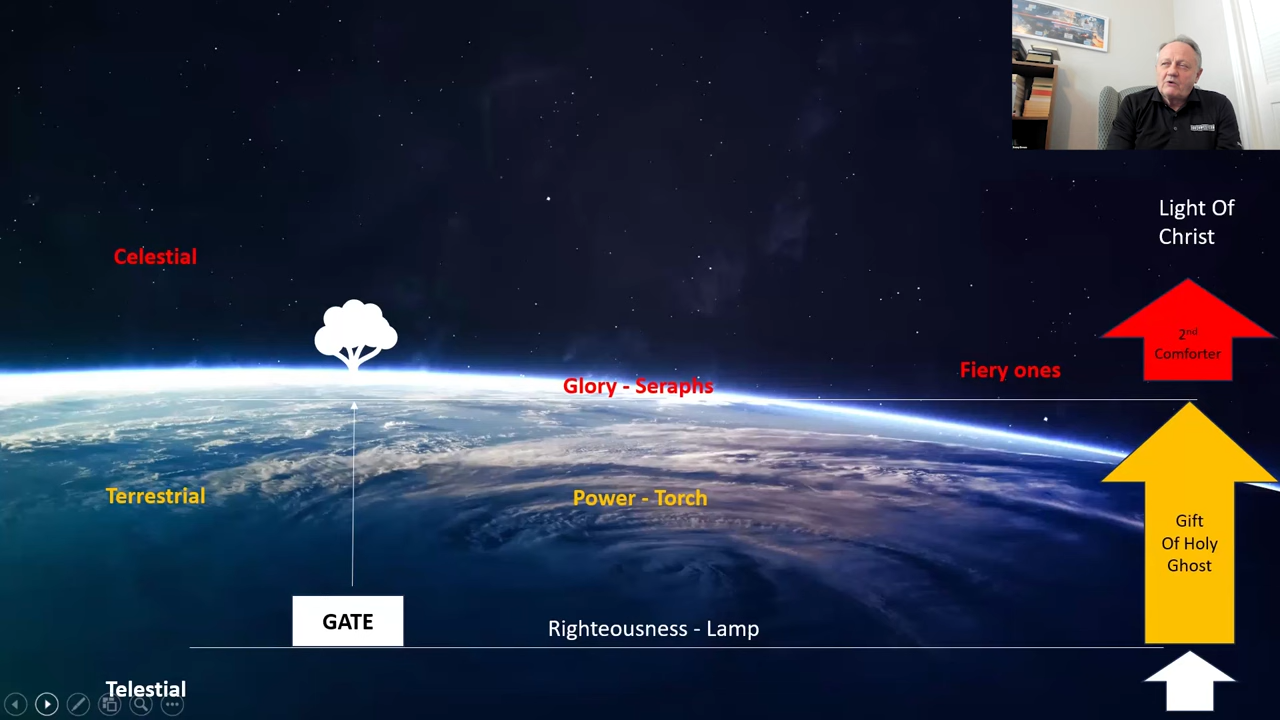 Light Of
Christ
Celestial
2nd
Comforter
Fiery ones
Glory - Seraphs
Terrestrial
Power - Torch
Gift
Of Holy
Ghost
GATE
Righteousness - Lamp
Telestial